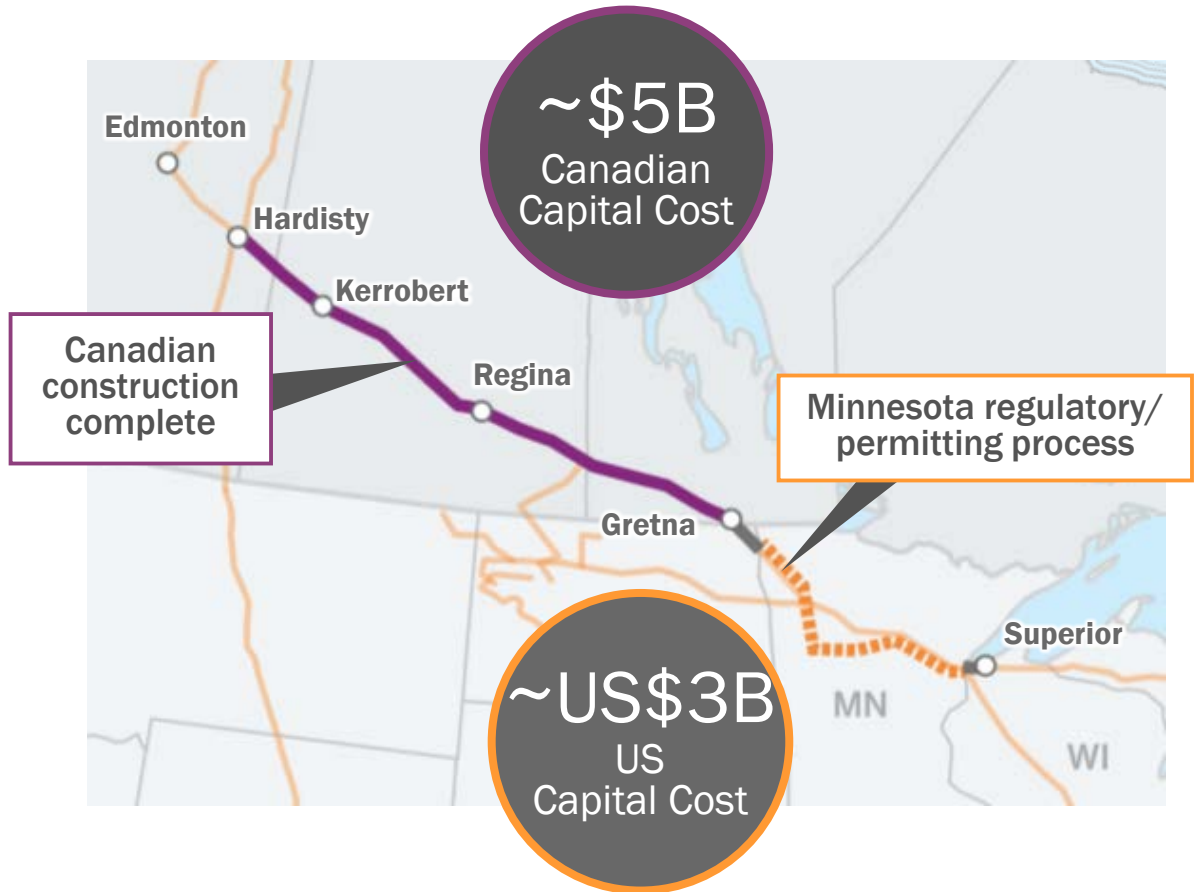 ~$5B
Canadian
Capital Cost
Edmonton
Hardisty
Kerrobert
Canadian
construction
complete
Regina
Minnesota regulatory/
permitting process
Gretna
Superior
~US$3B
US
Capital Cost
MN
WI